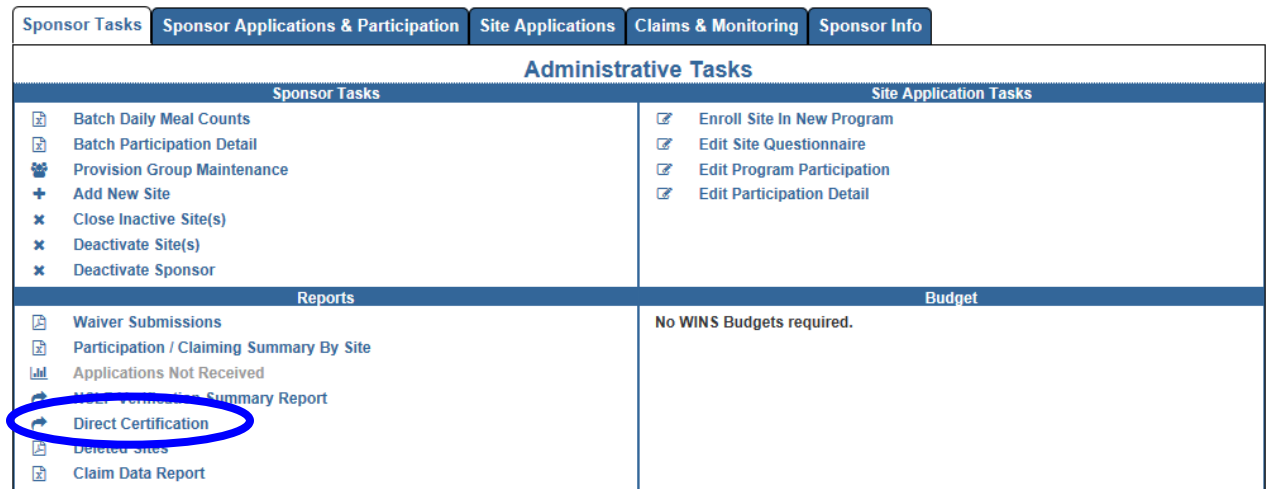 Sponsor Tasks Sponsor Applications & Participation Site Applications Claims & Monitoring Sponsor Info
Administrative Tasks
Sponsor Tasks
Batch Daily Meal Counts
Batch Participation Detail
Provision Group Maintenance
Add New Site
Close Inactive Site(s)
Deactivate Site(s)
Deactivate Sponsor
Site Application Tasks
Enroll Site In New Program
Edit Site Questionnaire
Edit Program Participation
Edit Participation Detail
Reports
Waiver Submissions
Participation / Claiming Summary By Site
Applications Not Received
NSLP Verification Summary Report
Direct Certification
Deleted Sites
Claim Data Report
Budget
No WINS Budgets required.